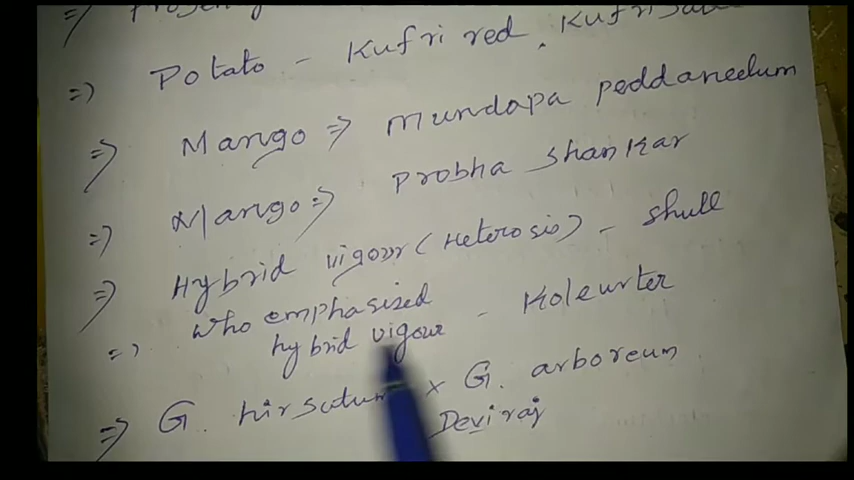 =>
=> Potato - Kufri red, Kufri
=> Mango => Mundapa peddaneelum
=> Mango => Probha shankar
=> Hybrid vigour (Heterosis) - Shull
=> who emphasized - Koleurter
hybrid vigour
=> G. hirsutum x G. arboreum
Deviraj